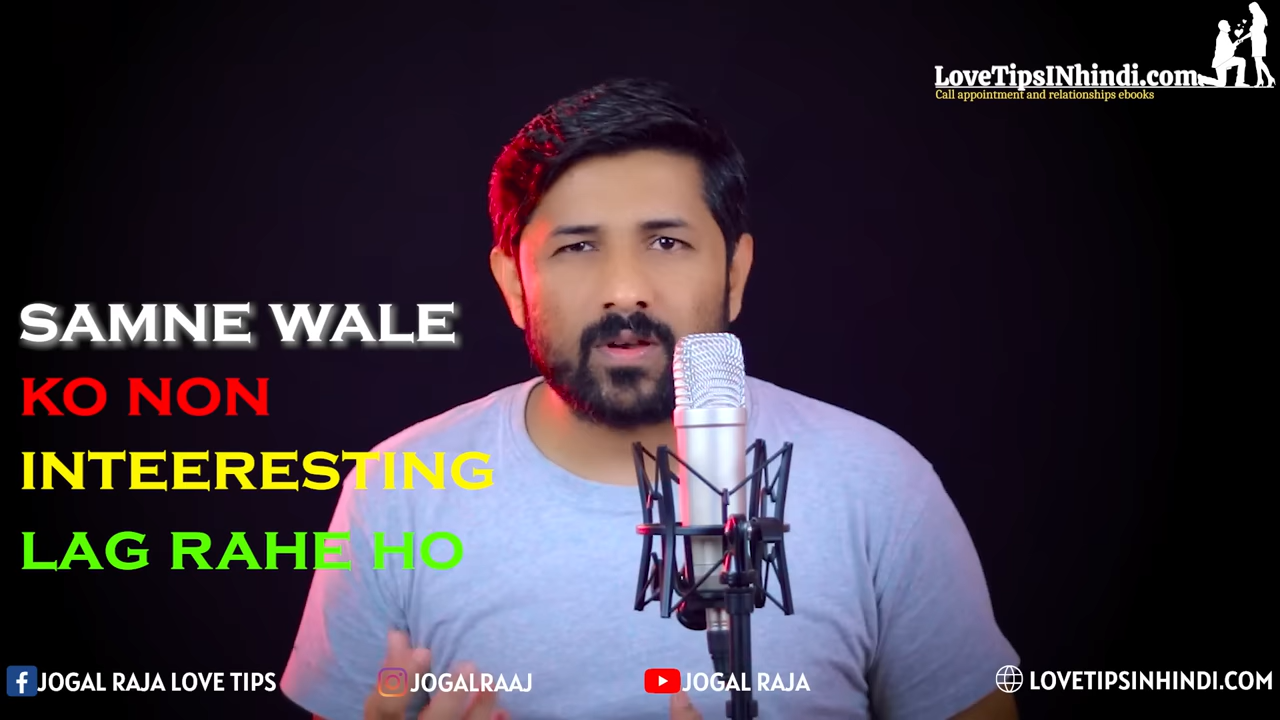 LoveTipsINhindi.com
Call appointment and relationships ebooks
SAMNE WALE
KO NON
INTEERESTING
LAG RAHE HO
JOGAL RAJA LOVE TIPS
JOGALRAAJ
JOGAL RAJA
LOVETIPSINHINDI.COM